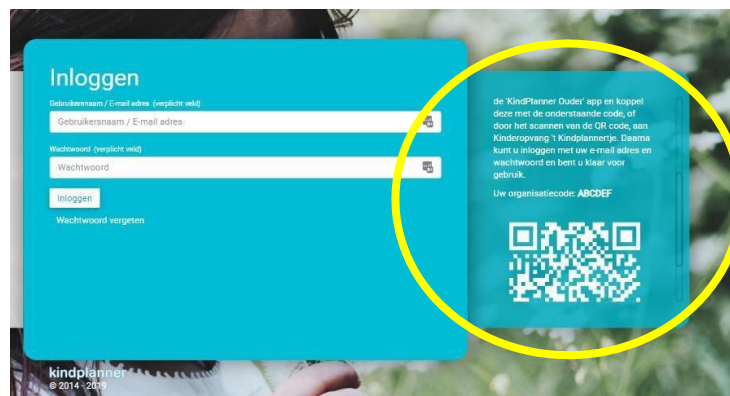 Inloggen
Gebruikersnaam / E-mail adres (verplicht veld)
Gebruikersnaam / E-mail adres
Wachtwoord (verplicht veld)
Wachtwoord
Inloggen
Wachtwoord vergeten
de 'KindPlanner Ouder' app en koppel
deze met de onderstaande code, of
door het scannen van de QR code, aan
Kinderopvang 't Kindplannertje. Daarna
kunt u inloggen met uw e-mail adres en
wachtwoord en bent u klaar voor
gebruik.
Uw organisatiecode: ABCDEF
kindplanner
© 2014 - 2019